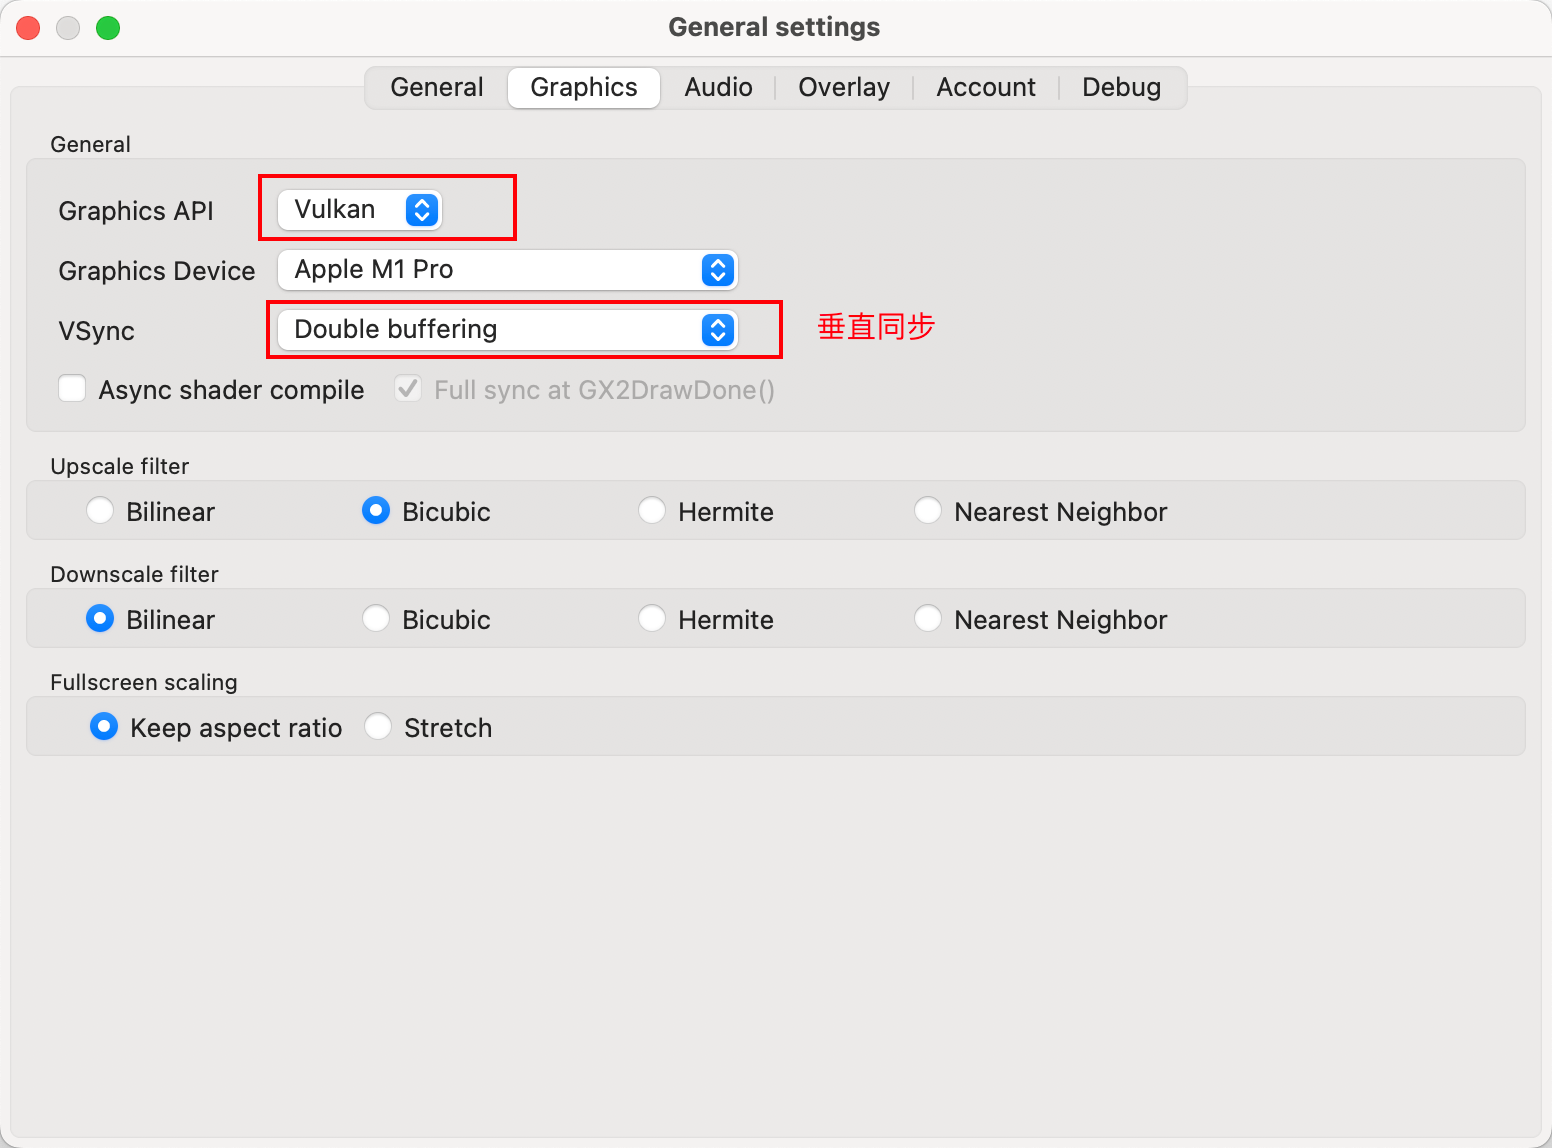 General settings
General Graphics Audio Overlay Account Debug
General
Graphics API Vulkan
Graphics Device Apple M1 Pro
VSync Double buffering 垂直同步
Async shader compile Full sync at GX2DrawDone()
Upscale filter
Bilinear Bicubic Hermite Nearest Neighbor
Downscale filter
Bilinear Bicubic Hermite Nearest Neighbor
Fullscreen scaling
Keep aspect ratio Stretch